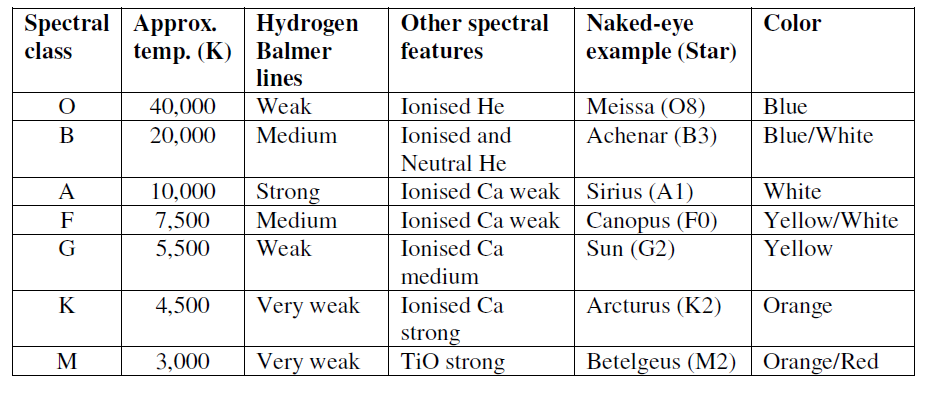 Spectral Approx. Hydrogen Other spectral Naked-eye Color
class temp. (K) Balmer features example (Star)
lines
O 40,000 Weak Ionised He Meissa (O8) Blue
B 20,000 Medium Ionised and Achenar (B3) Blue/White
Neutral He
A 10,000 Strong Ionised Ca weak Sirius (A1) White
F 7,500 Medium Ionised Ca weak Canopus (F0) Yellow/White
G 5,500 Weak Ionised Ca Sun (G2) Yellow
medium
K 4,500 Very weak Ionised Ca Arcturus (K2) Orange
strong
M 3,000 Very weak TiO strong Betelgeus (M2) Orange/Red